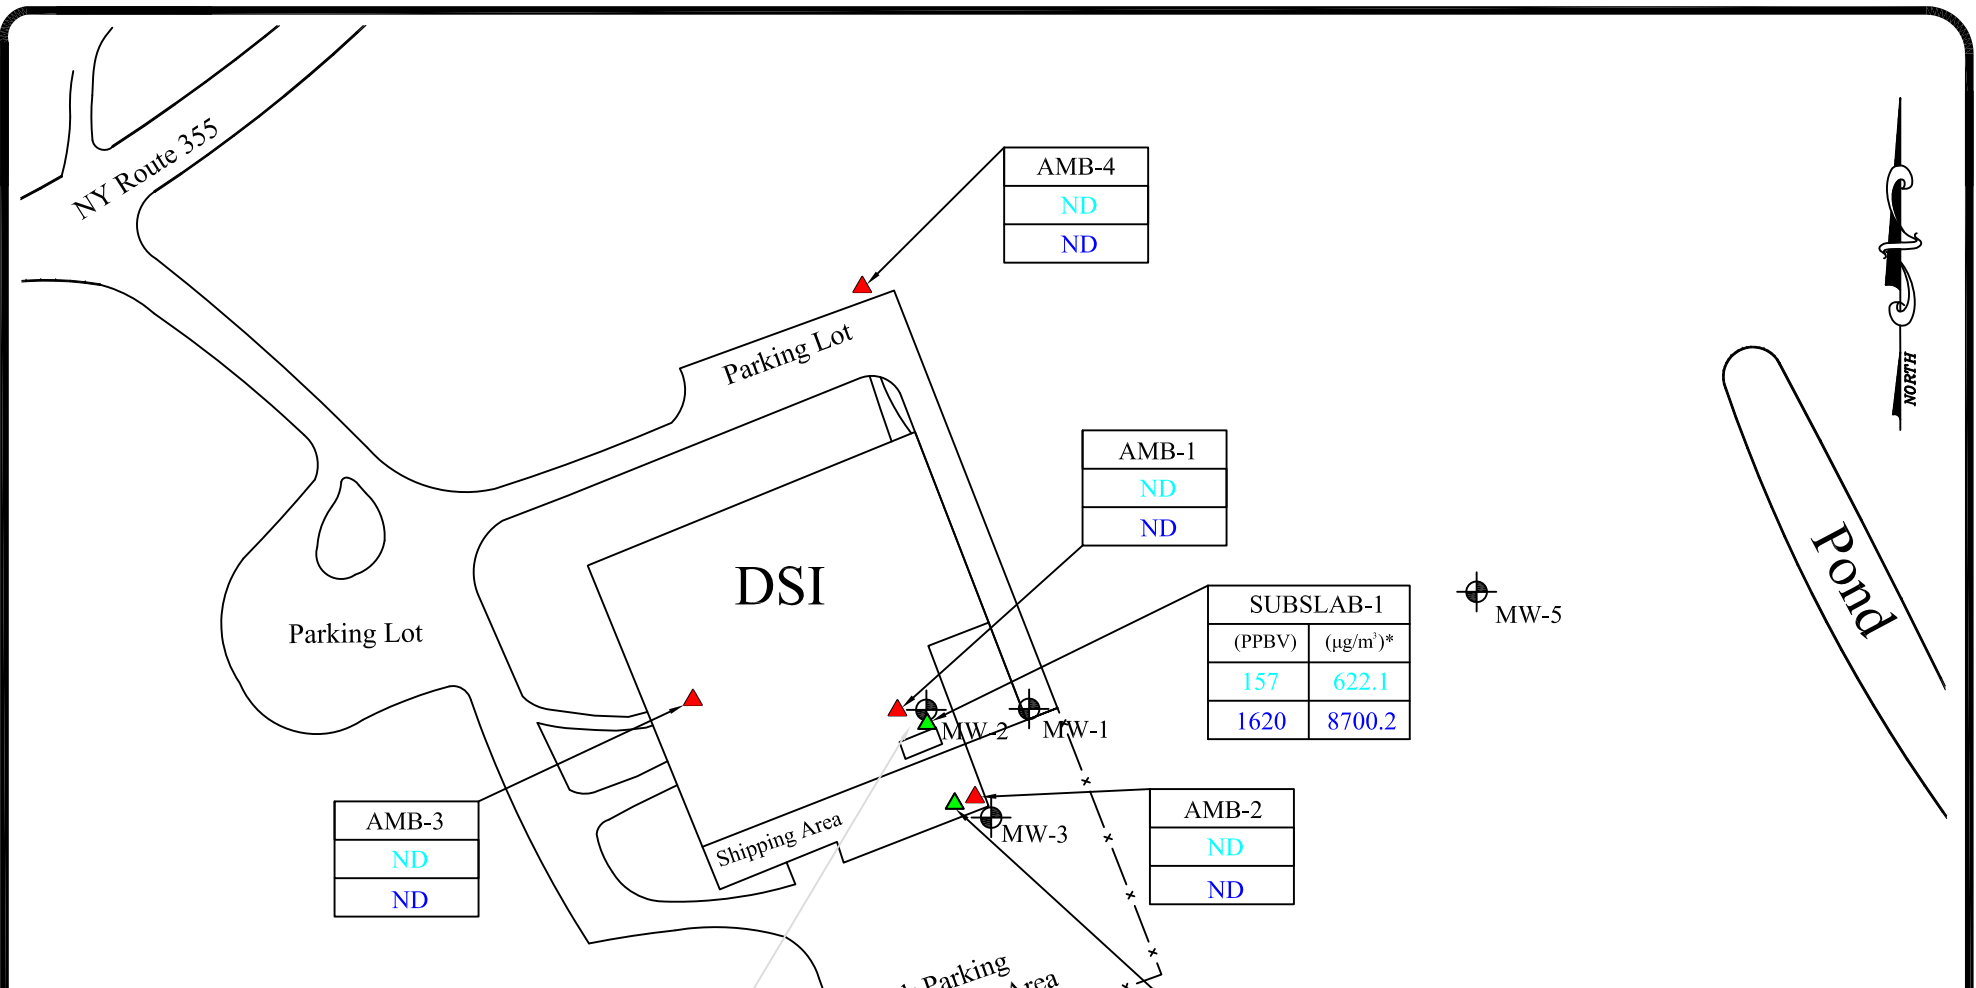 NY Route 355
AMB-4
ND
ND
NORTH
Parking Lot
AMB-1
ND
ND
DSI
Pond
SUBSLAB-1
(PPBV) (µg/m³)*
157 622.1
1620 8700.2
MW-5
Parking Lot
MW-2
MW-1
AMB-3
ND
ND
Shipping Area
MW-3
AMB-2
ND
ND
Parking
Area